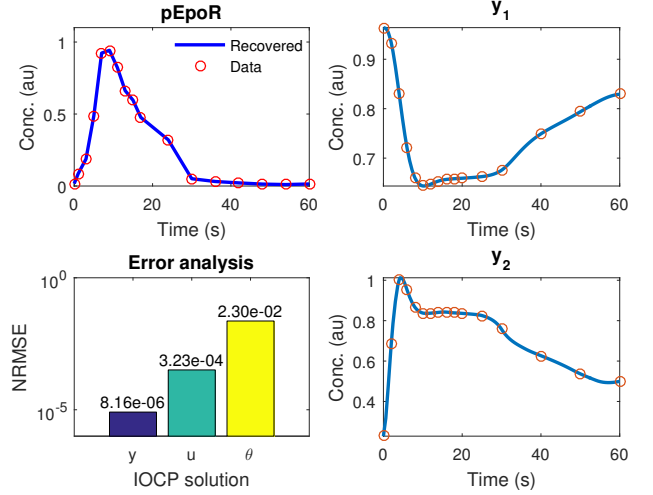 pEpoR
Conc. (au)
1
0.5
0
Recovered
Data
0
20
40
60
Time (s)
y1
Conc. (au)
0.9
0.8
0.7
0
20
40
60
Time (s)
Error analysis
NRMSE
10^0
10^-5
8.16e-06
3.23e-04
2.30e-02
y
u
θ
IOCP solution
y2
Conc. (au)
1
0.8
0.6
0.4
0
20
40
60
Time (s)